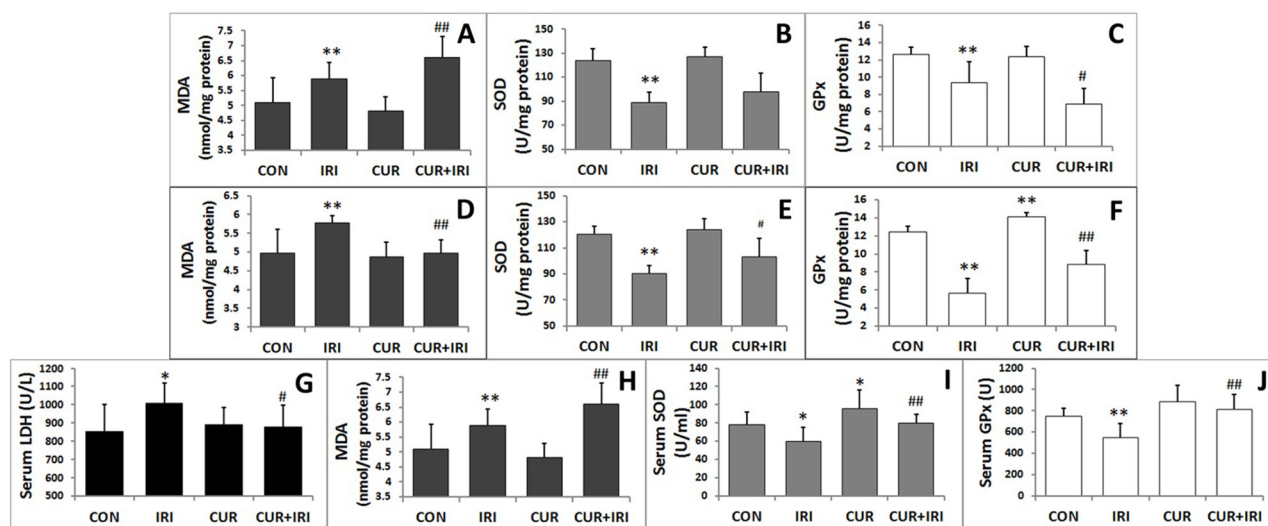 A
MDA
(nmol/mg protein)
7.5
7
6.5
6
5.5
5
4.5
4
3.5
**
##
CON IRI CUR CUR+IRI
B
SOD
(U/mg protein)
150
130
110
90
70
50
**
CON IRI CUR CUR+IRI
C
GPx
(U/mg protein)
14
12
10
8
6
4
2
**
#
CON IRI CUR CUR+IRI
D
MDA
(nmol/mg protein)
6.5
6
5.5
5
4.5
4
3.5
3
**
##
CON IRI CUR CUR+IRI
E
SOD
(U/mg protein)
150
130
110
90
70
50
**
#
CON IRI CUR CUR+IRI
F
GPx
(U/mg protein)
16
14
12
10
8
6
4
2
**
**
##
CON IRI CUR CUR+IRI
G
Serum LDH (U/L)
1200
1100
1000
900
800
700
600
500
*
#
CON IRI CUR CUR+IRI
H
MDA
(nmol/mg protein)
7.5
7
6.5
6
5.5
5
4.5
4
3.5
**
##
CON IRI CUR CUR+IRI
I
Serum SOD
(U/ml)
140
120
100
80
60
40
20
0
*
*
##
CON IRI CUR CUR+IRI
J
Serum GPx (U)
1200
1000
800
600
400
200
0
**
##
CON IRI CUR CUR+IRI